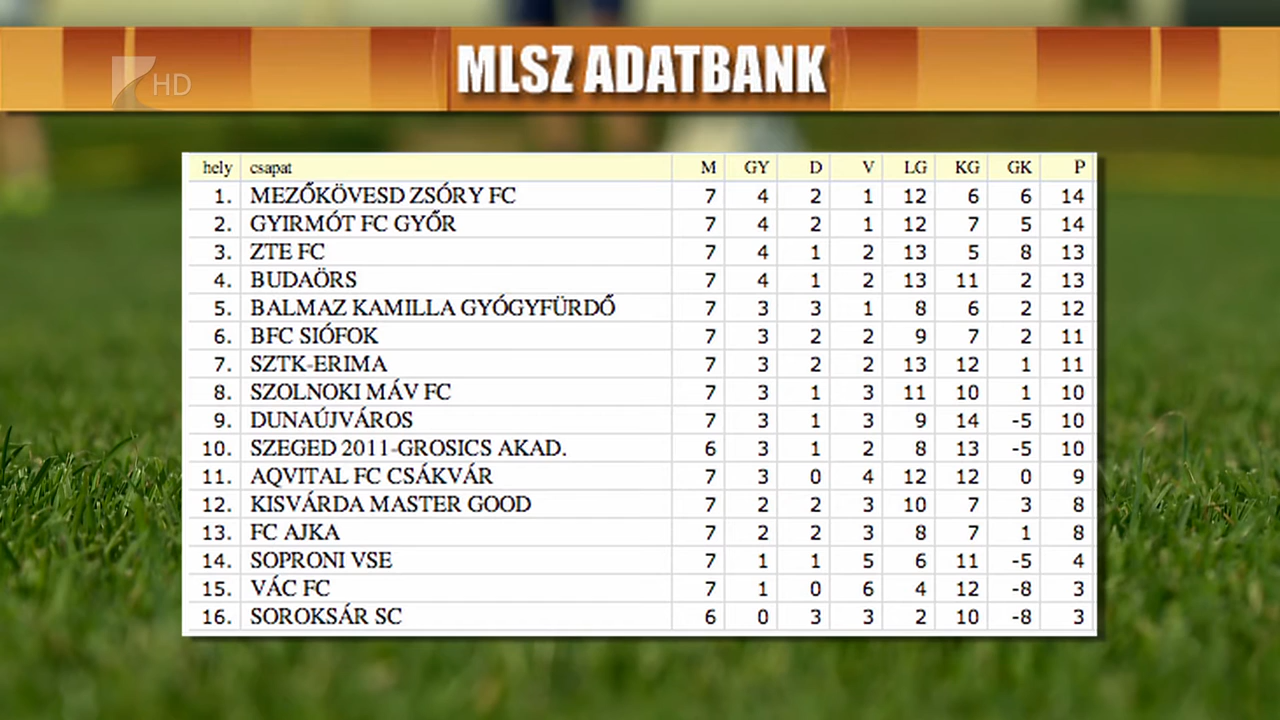 MLSZ ADATBANK
HD
hely csapat M GY D V LG KG GK P
1. MEZŐKÖVESD ZSÓRY FC 7 4 2 1 12 6 6 14
2. GYIRMÓT FC GYŐR 7 4 2 1 12 7 5 14
3. ZTE FC 7 4 1 2 13 5 8 13
4. BUDAÖRS 7 4 1 2 13 11 2 13
5. BALMAZ KAMILLA GYÓGYFÜRDŐ 7 3 3 1 8 6 2 12
6. BFC SIÓFOK 7 3 2 2 9 7 2 11
7. SZTK-ERIMA 7 3 2 2 13 12 1 11
8. SZOLNOKI MÁV FC 7 3 1 3 11 10 1 10
9. DUNAÚJVÁROS 7 3 1 3 9 14 -5 10
10. SZEGED 2011-GROSICS AKAD. 6 3 1 2 8 13 -5 10
11. AQVITAL FC CSÁKVÁR 7 3 0 4 12 12 0 9
12. KISVÁRDA MASTER GOOD 7 2 2 3 10 7 3 8
13. FC AJKA 7 2 2 3 8 7 1 8
14. SOPRONI VSE 7 1 1 5 6 11 -5 4
15. VÁC FC 7 1 0 6 4 12 -8 3
16. SOROKSÁR SC 6 0 3 3 2 10 -8 3